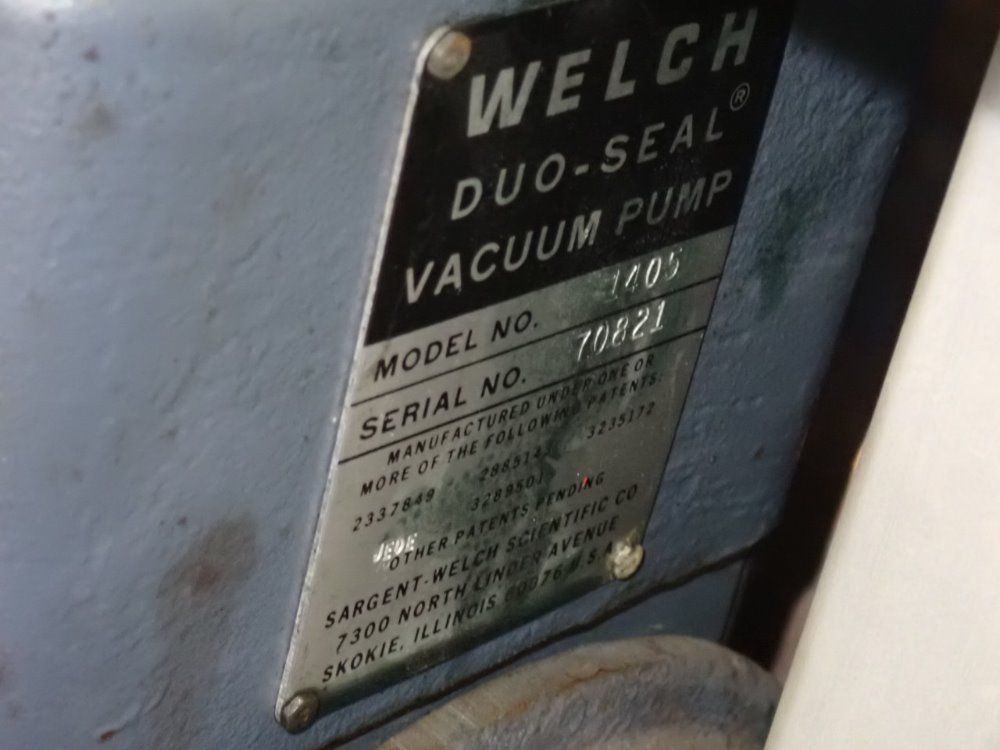 WELCH
DUO-SEAL®
VACUUM PUMP
MODEL NO. 1405
SERIAL NO. 70821
MANUFACTURED UNDER ONE OR
MORE OF THE FOLLOWING PATENTS.
2337849 3235172
3289501
OTHER PATENTS PENDING
SARGENT-WELCH SCIENTIFIC CO
7300 NORTH LINDER AVENUE
SKOKIE, ILLINOIS 60076 U.S.A.